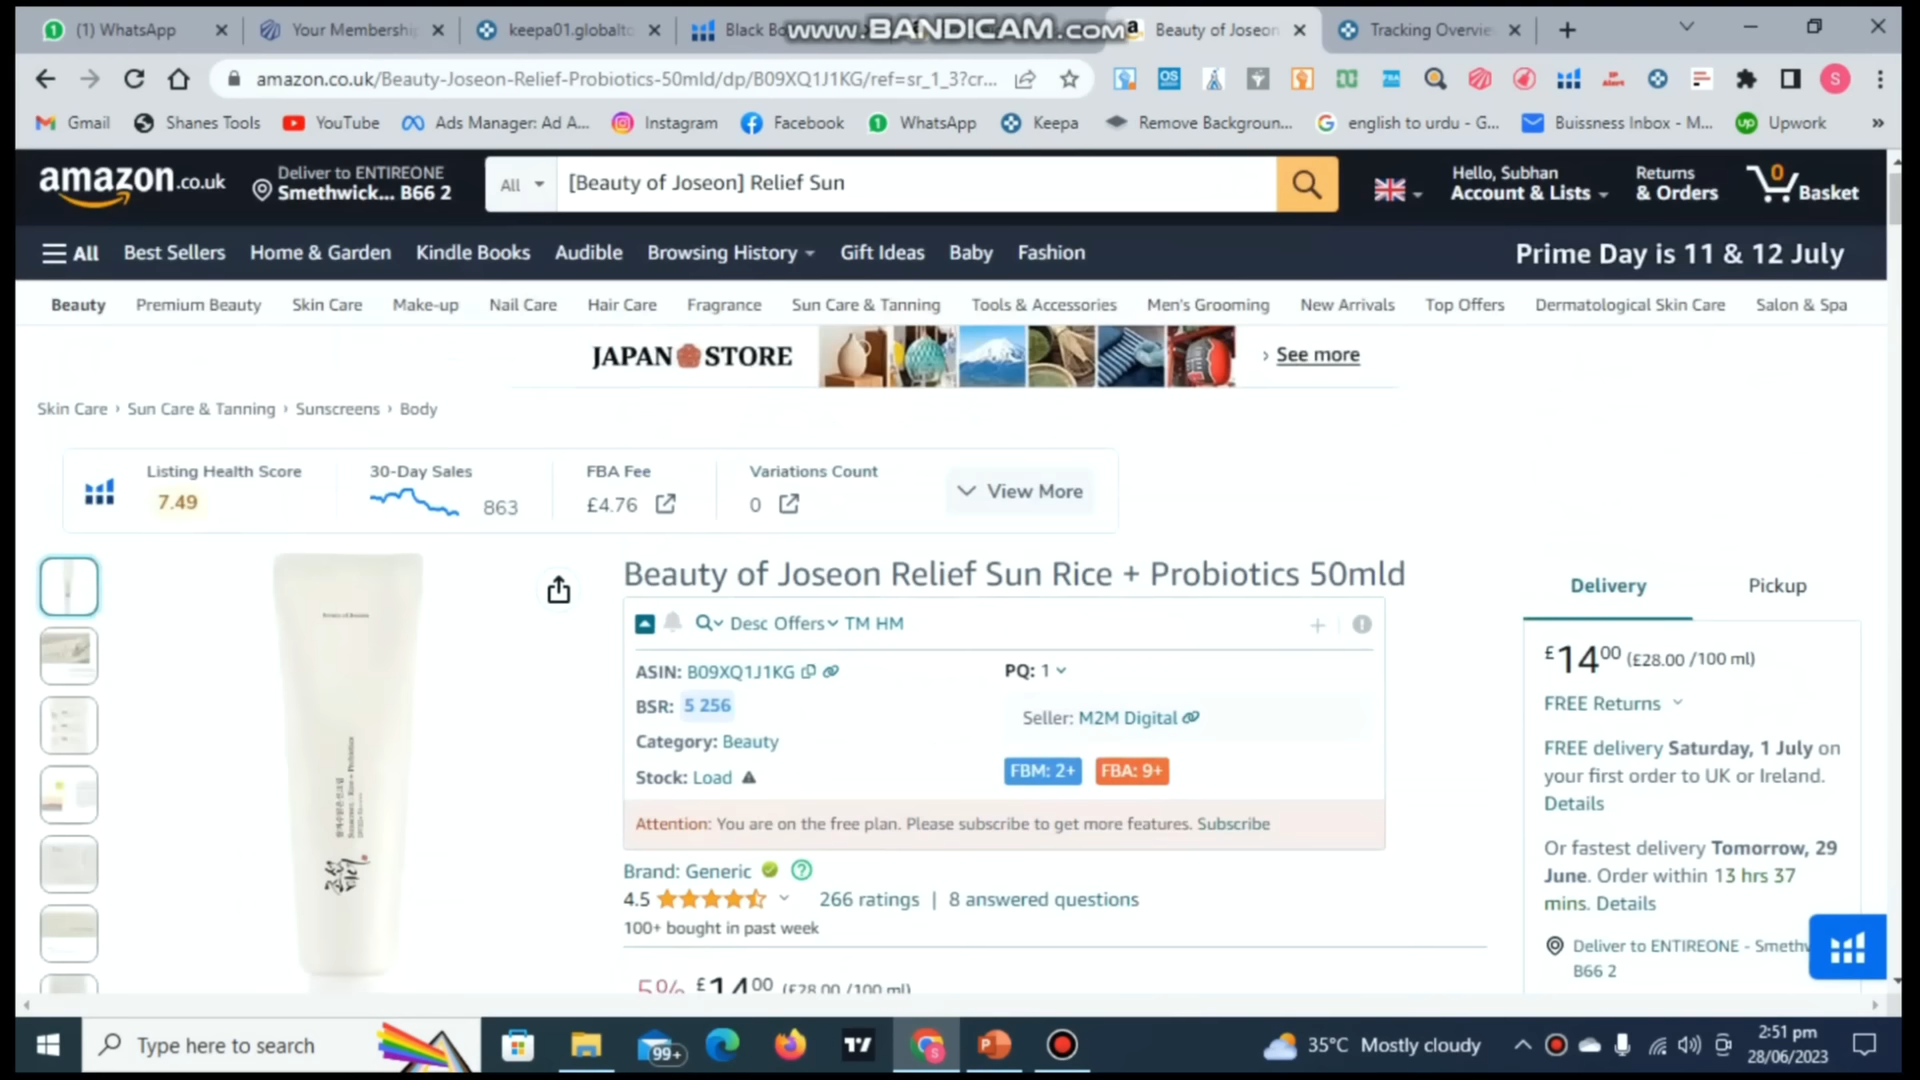 www.BANDICAM.com
(1) WhatsApp
Your Membership
keepa01.globalto
Black Bo
Beauty of Joseon
Tracking Overvie
amazon.co.uk/Beauty-Joseon-Relief-Probiotics-50mld/dp/B09XQ1J1KG/ref=sr_1_3?cr...
Gmail
Shanes Tools
YouTube
Ads Manager: Ad A...
Instagram
Facebook
WhatsApp
Keepa
Remove Backgroun...
english to urdu - G...
Buissness Inbox - M...
Upwork
amazon.co.uk
Deliver to ENTIREONE
Smethwick... B66 2
All
[Beauty of Joseon] Relief Sun
Hello, Subhan
Account & Lists
Returns
& Orders
0
Basket
All
Best Sellers
Home & Garden
Kindle Books
Audible
Browsing History
Gift Ideas
Baby
Fashion
Prime Day is 11 & 12 July
Beauty
Premium Beauty
Skin Care
Make-up
Nail Care
Hair Care
Fragrance
Sun Care & Tanning
Tools & Accessories
Men's Grooming
New Arrivals
Top Offers
Dermatological Skin Care
Salon & Spa
JAPAN STORE
› See more
Skin Care › Sun Care & Tanning › Sunscreens › Body
Listing Health Score
7.49
30-Day Sales
863
FBA Fee
£4.76
Variations Count
0
View More
Beauty of Joseon Relief Sun Rice + Probiotics 50mld
Desc Offers TM HM
ASIN: B09XQ1J1KG
BSR: 5 256
Category: Beauty
Stock: Load
PQ: 1
Seller: M2M Digital
FBM: 2+
FBA: 9+
Attention: You are on the free plan. Please subscribe to get more features. Subscribe
Brand: Generic
4.5
266 ratings | 8 answered questions
100+ bought in past week
5% £1400 (£28.00 /100 ml)
Delivery
Pickup
£1400 (£28.00 /100 ml)
FREE Returns
FREE delivery Saturday, 1 July on
your first order to UK or Ireland.
Details
Or fastest delivery Tomorrow, 29
June. Order within 13 hrs 37
mins. Details
Deliver to ENTIREONE - Smethw
B66 2
Type here to search
99+
35°C Mostly cloudy
2:51 pm
28/06/2023